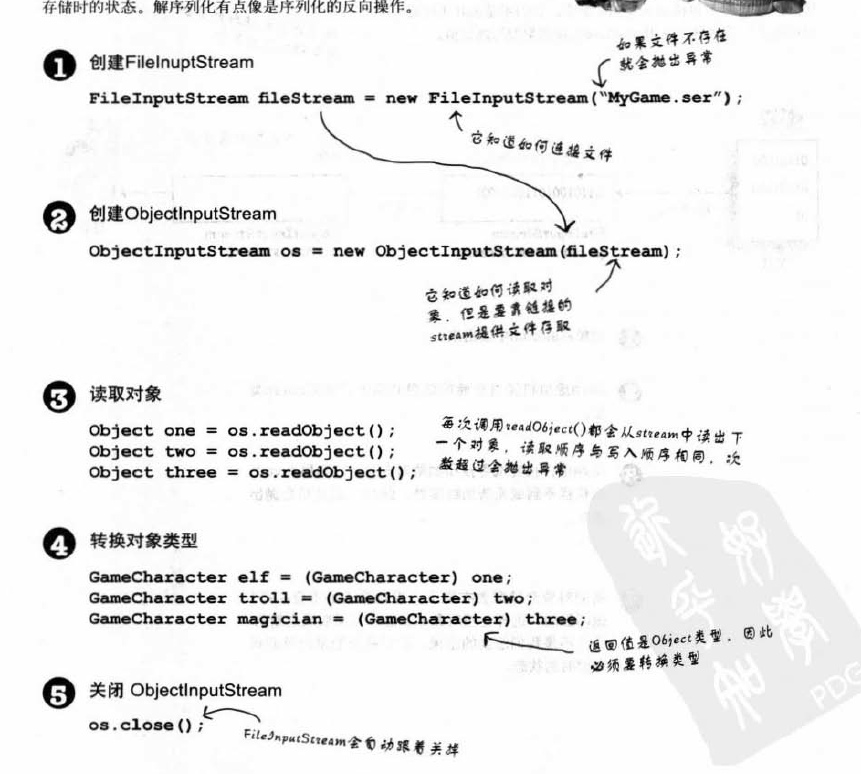 存储时的状态。解序列化有点像是序列化的反向操作。
1 创建FileInuptStream
如果文件不存在
就会抛出异常
FileInputStream fileStream = new FileInputStream(“MyGame.ser”);
它知道如何连接文件
2 创建ObjectInputStream
ObjectInputStream os = new ObjectInputStream(fileStream);
它知道如何读取对
象，但是要靠链接的
stream提供文件存取
3 读取对象
Object one = os.readObject();
Object two = os.readObject();
Object three = os.readObject();
每次调用readObject()都会从stream中读出下
一个对象，读取顺序与写入顺序相同，次
数超过会抛出异常
4 转换对象类型
GameCharacter elf = (GameCharacter) one;
GameCharacter troll = (GameCharacter) two;
GameCharacter magician = (GameCharacter) three;
返回值是Object类型，因此
必须要转换类型
5 关闭 ObjectInputStream
os.close();
FileInputStream会自动跟着关掉
PDG